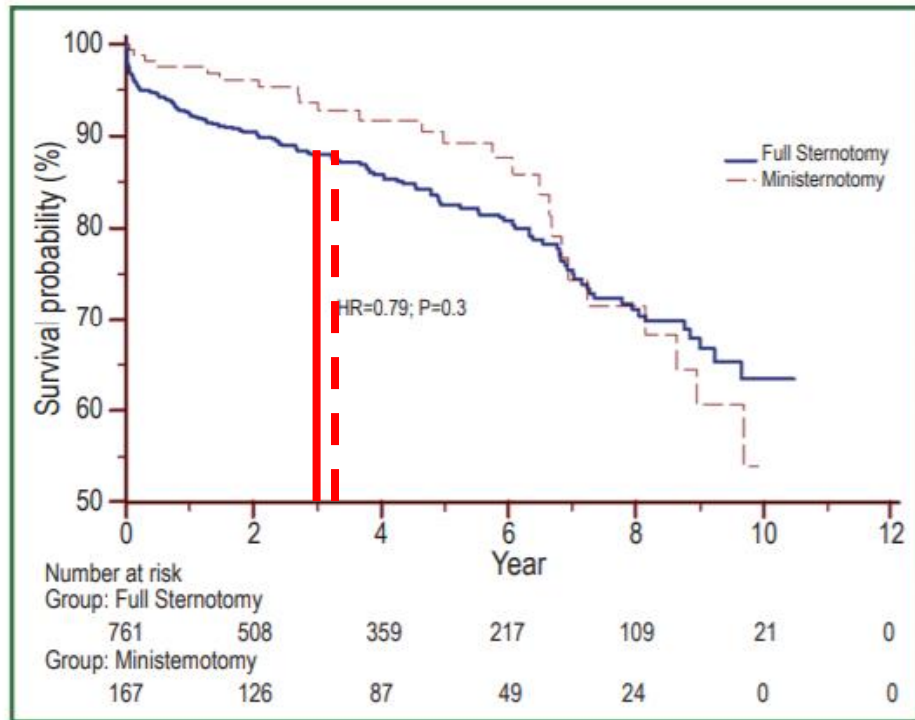 Survival probability (%)
100
90
80
70
60
50
Full Sternotomy
Ministernotomy
HR=0.79; P=0.3
0 2 4 6 8 10 12
Year
Number at risk
Group: Full Sternotomy
761 508 359 217 109 21 0
Group: Ministemotomy
167 126 87 49 24 0 0